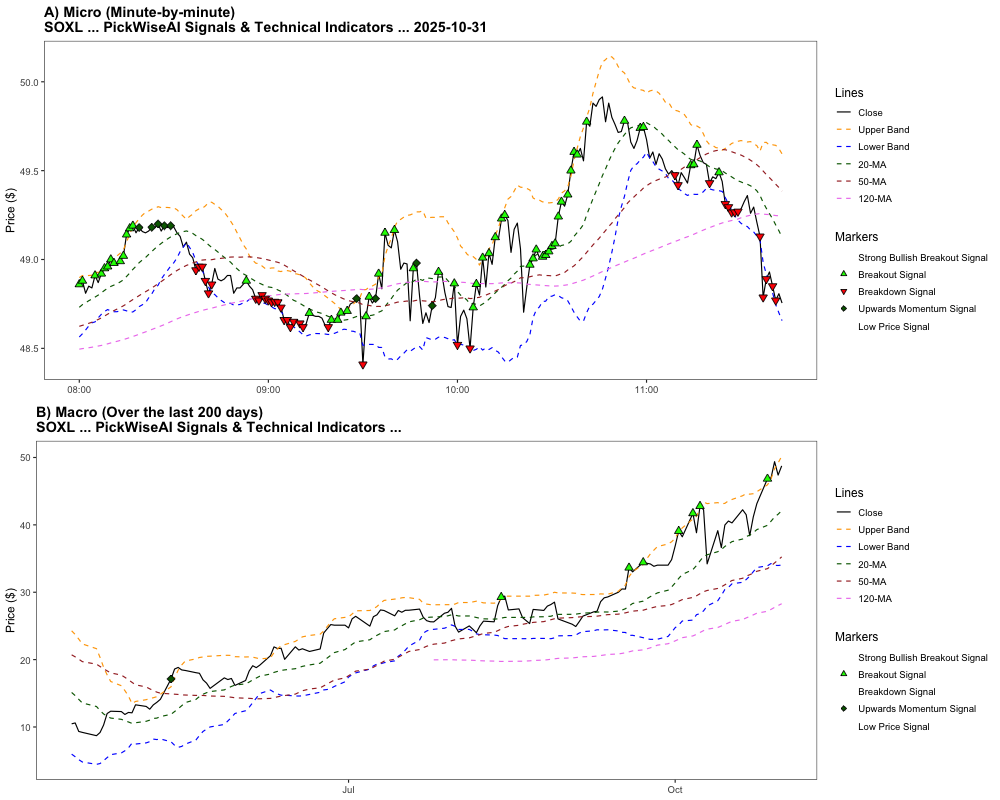 A) Micro (Minute-by-minute)
SOXL ... PickWiseAI Signals & Technical Indicators ... 2025-10-31
Price ($)
50.0
49.5
49.0
48.5
08:00
09:00
10:00
11:00
Lines
Close
Upper Band
Lower Band
20-MA
50-MA
120-MA
Markers
Strong Bullish Breakout Signal
Breakout Signal
Breakdown Signal
Upwards Momentum Signal
Low Price Signal
B) Macro (Over the last 200 days)
SOXL ... PickWiseAI Signals & Technical Indicators ...
Price ($)
50
40
30
20
10
Jul
Oct
Lines
Close
Upper Band
Lower Band
20-MA
50-MA
120-MA
Markers
Strong Bullish Breakout Signal
Breakout Signal
Breakdown Signal
Upwards Momentum Signal
Low Price Signal